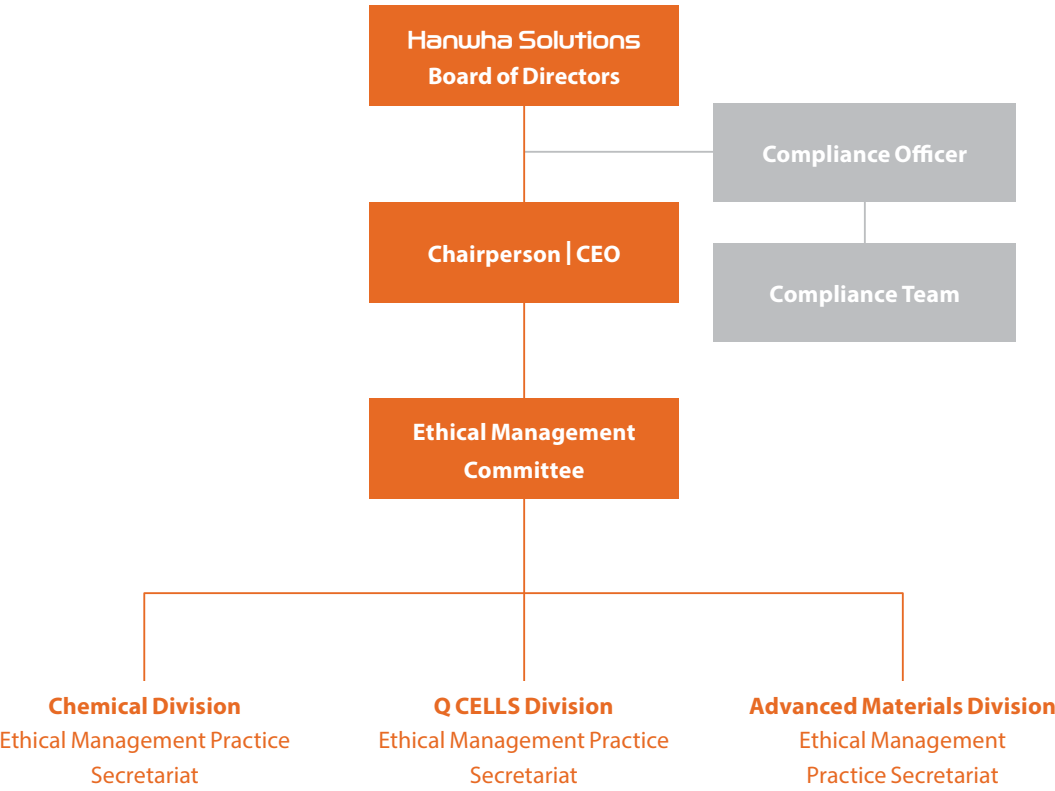 Hanwha Solutions
Board of Directors
Compliance Officer
Chairperson | CEO
Compliance Team
Ethical Management
Committee
Chemical Division
Ethical Management Practice
Secretariat
Q CELLS Division
Ethical Management Practice
Secretariat
Advanced Materials Division
Ethical Management
Practice Secretariat